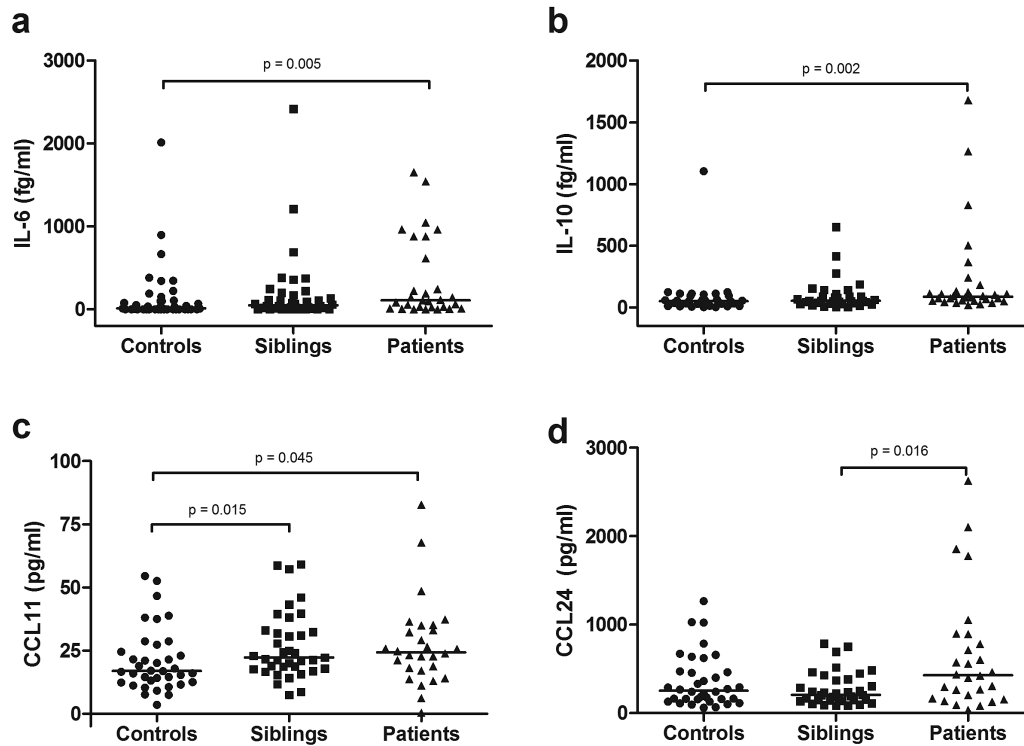 a
p = 0.005
IL-6 (fg/ml)
3000
2000
1000
0
Controls Siblings Patients
b
p = 0.002
IL-10 (fg/ml)
2000
1500
1000
500
0
Controls Siblings Patients
c
p = 0.045
p = 0.015
CCL11 (pg/ml)
100
75
50
25
0
Controls Siblings Patients
d
p = 0.016
CCL24 (pg/ml)
3000
2000
1000
0
Controls Siblings Patients